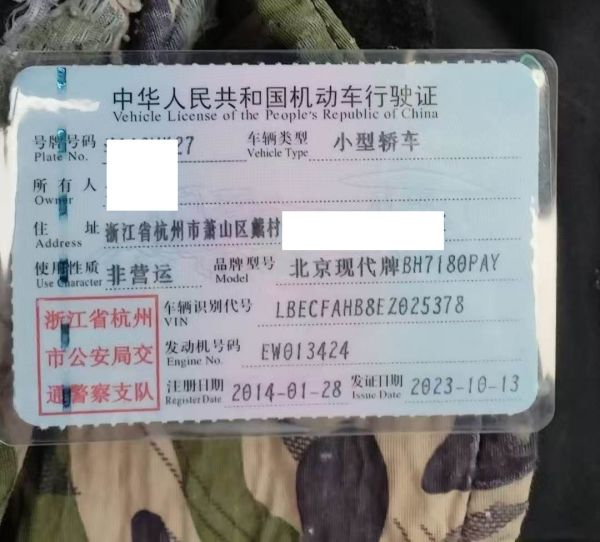 中华人民共和国机动车行驶证
Vehicle License of the People's Republic of China
号牌号码 27 车辆类型 小型轿车
Plate No. Vehicle Type
所有人
Owner
住址 浙江省杭州市萧山区戴村
Address
使用性质 非营运 品牌型号 北京现代牌BH7180PAY
Use Character Model
浙江省杭州市公安局交通警察支队
车辆识别代号 LBECFAHB8EZ025378
VIN
发动机号码 EW013424
Engine No.
注册日期 2014-01-28 发证日期 2023-10-13
Register Date Issue Date